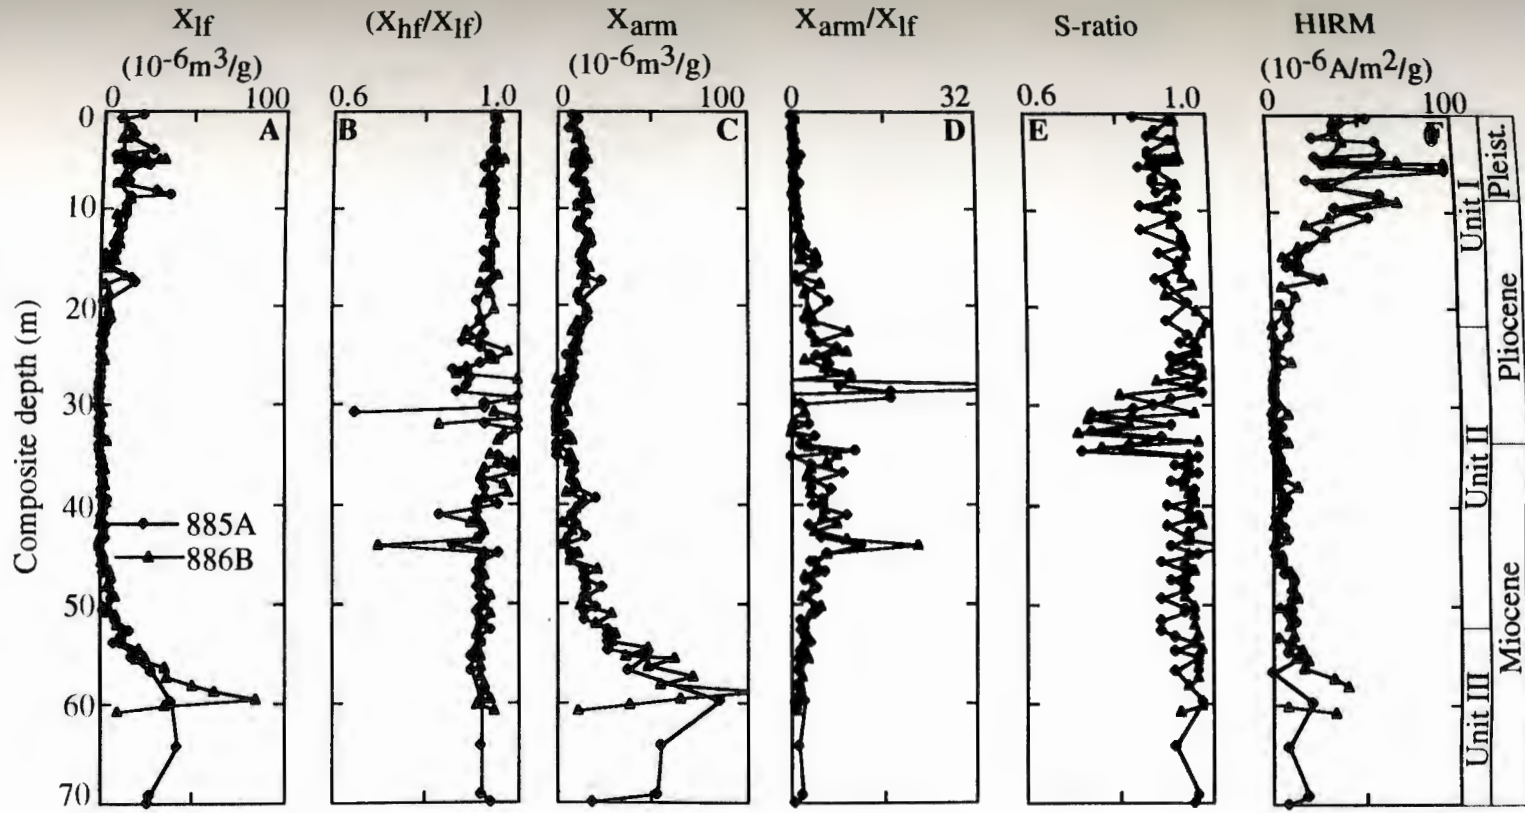 Xlf (Xhf/Xlf) Xarm Xarm/Xlf S-ratio HIRM
(10-6m3/g) (10-6m3/g) (10-6A/m2/g)
0 100 0.6 1.0 0 100 0 32 0.6 1.0 0 100
A B C D E F
0
10
20
30
40
50
60
70
Composite depth (m)
885A
886B
Unit I
Unit II
Unit III
Pleist.
Pliocene
Miocene